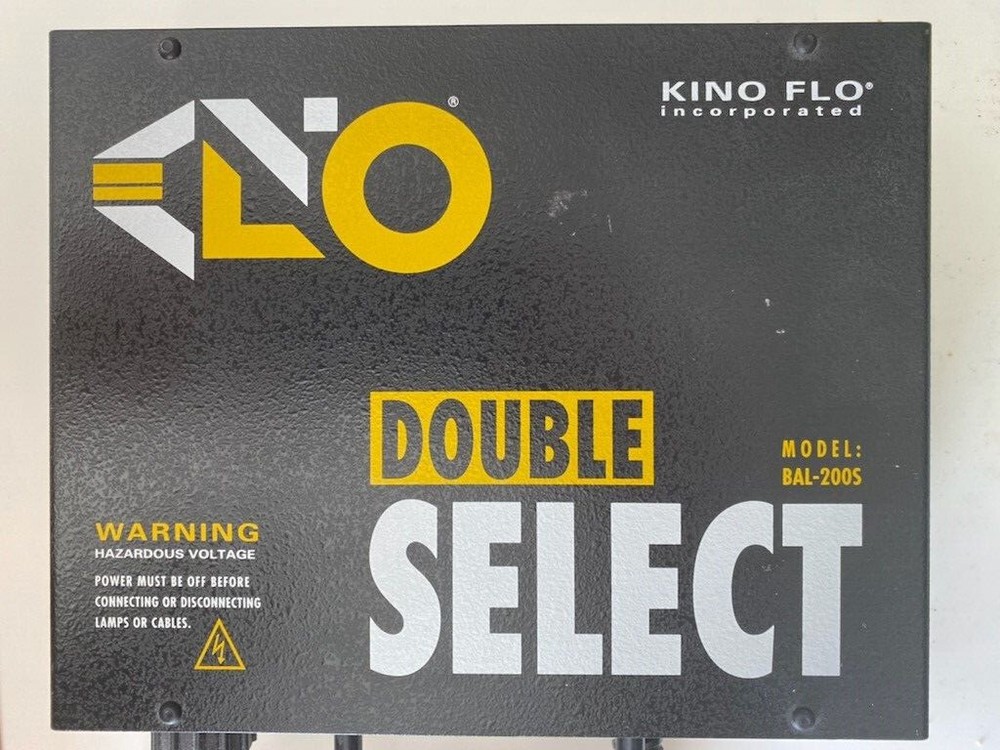 FLO®
KINO FLO®
incorporated
DOUBLE
SELECT
MODEL:
BAL-200S
WARNING
HAZARDOUS VOLTAGE
POWER MUST BE OFF BEFORE
CONNECTING OR DISCONNECTING
LAMPS OR CABLES.